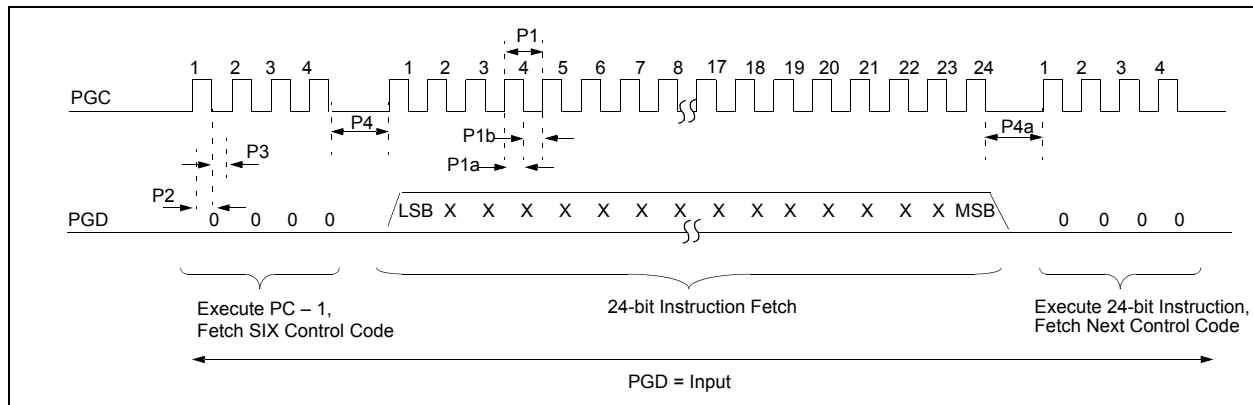 P1
1 2 3 4 1 2 3 4 5 6 7 8 17 18 19 20 21 22 23 24 1 2 3 4
PGC
P4
P4a
P1b
P3
P1a
P2
PGD
0 0 0 0
LSB X X X X X X X X X X X X X MSB
0 0 0 0
Execute PC – 1,
Fetch SIX Control Code
24-bit Instruction Fetch
Execute 24-bit Instruction,
Fetch Next Control Code
PGD = Input